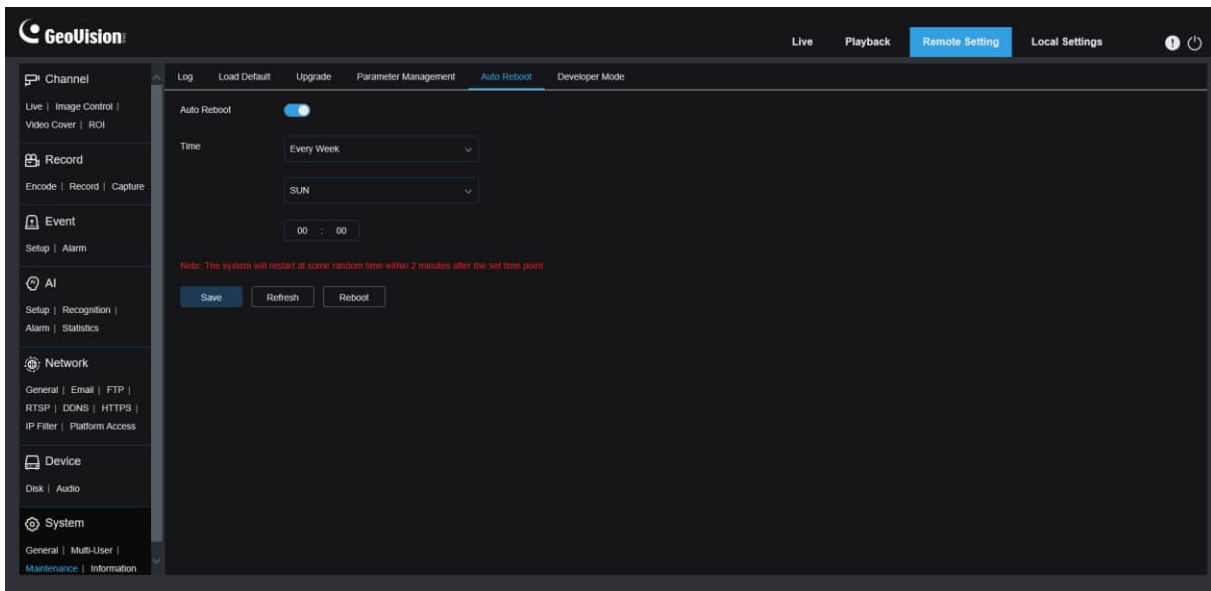 GeoVision
Live Playback Remote Setting Local Settings
Channel
Live | Image Control |
Video Cover | ROI
Record
Encode | Record | Capture
Event
Setup | Alarm
AI
Setup | Recognition |
Alarm | Statistics
Network
General | Email | FTP |
RTSP | DDNS | HTTPS |
IP Filter | Platform Access
Device
Disk | Audio
System
General | Multi-User |
Maintenance | Information
Log Load Default Upgrade Parameter Management Auto Reboot Developer Mode
Auto Reboot
Time Every Week
SUN
00 : 00
Note: The system will restart at some random time within 2 minutes after the set time point
Save Refresh Reboot